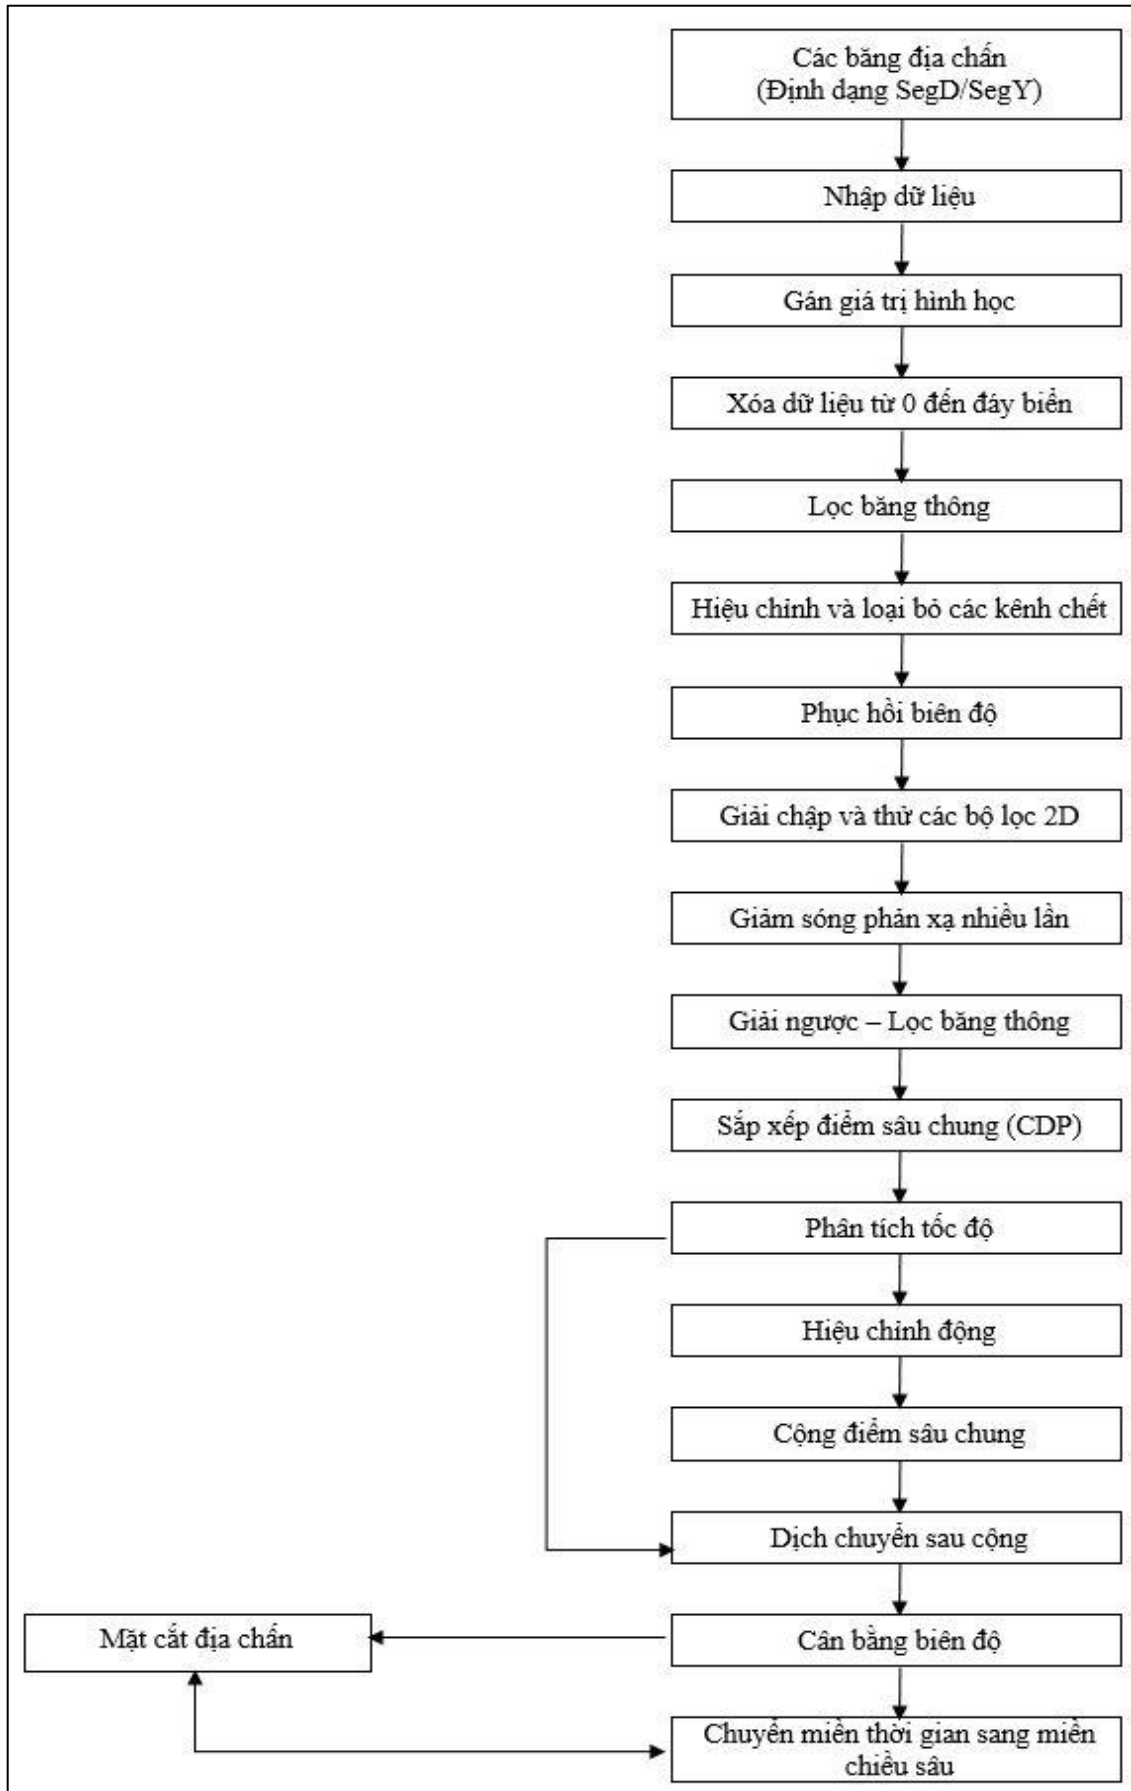 Các băng địa chấn
(Định dạng SegD/SegY)
Nhập dữ liệu
Gán giá trị hình học
Xóa dữ liệu từ 0 đến đáy biển
Lọc băng thông
Hiệu chỉnh và loại bỏ các kênh chết
Phục hồi biên độ
Giải chập và thử các bộ lọc 2D
Giảm sóng phản xạ nhiều lần
Giải ngược – Lọc băng thông
Sắp xếp điểm sâu chung (CDP)
Phân tích tốc độ
Hiệu chỉnh động
Cộng điểm sâu chung
Dịch chuyển sau cộng
Mặt cắt địa chấn
Cân bằng biên độ
Chuyển miền thời gian sang miền
chiều sâu